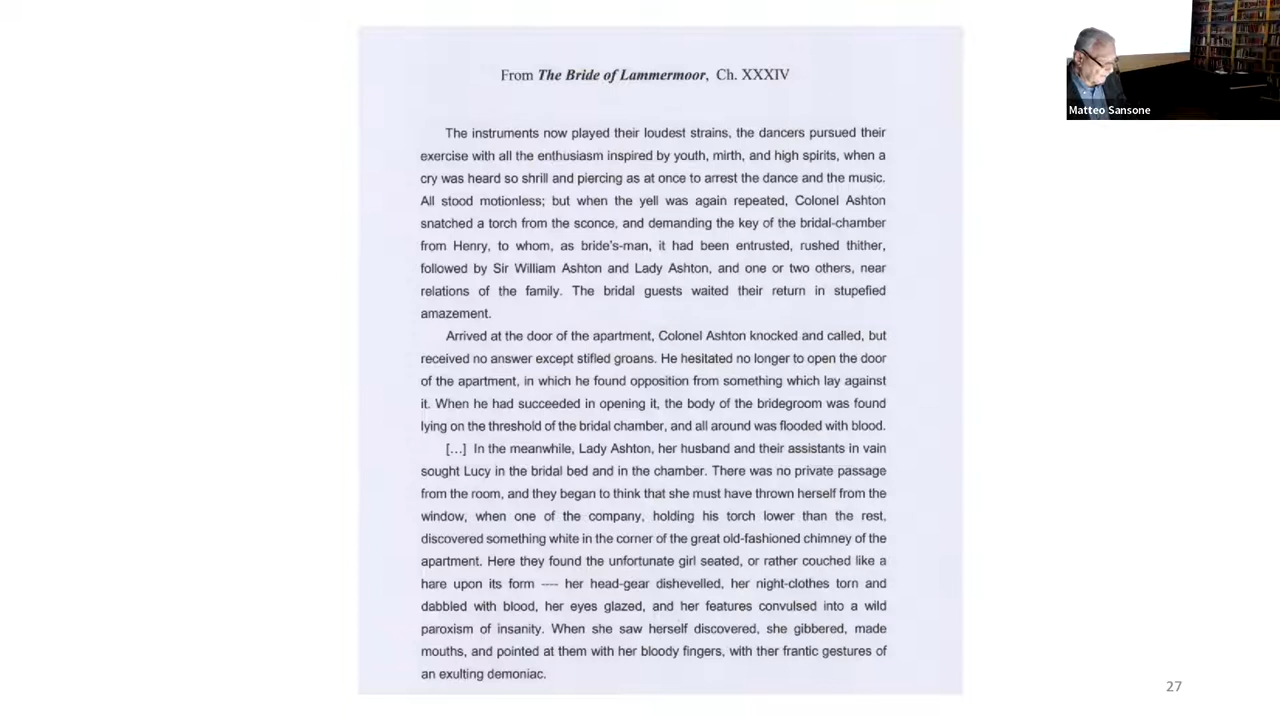 From The Bride of Lammermoor, Ch. XXXIV
The instruments now played their loudest strains, the dancers pursued their
exercise with all the enthusiasm inspired by youth, mirth, and high spirits, when a
cry was heard so shrill and piercing as at once to arrest the dance and the music.
All stood motionless; but when the yell was again repeated, Colonel Ashton
snatched a torch from the sconce, and demanding the key of the bridal-chamber
from Henry, to whom, as bride's-man, it had been entrusted, rushed thither,
followed by Sir William Ashton and Lady Ashton, and one or two others, near
relations of the family. The bridal guests waited their return in stupefied
amazement.
Arrived at the door of the apartment, Colonel Ashton knocked and called, but
received no answer except stifled groans. He hesitated no longer to open the door
of the apartment, in which he found opposition from something which lay against
it. When he had succeeded in opening it, the body of the bridegroom was found
lying on the threshold of the bridal chamber, and all around was flooded with blood.
[…] In the meanwhile, Lady Ashton, her husband and their assistants in vain
sought Lucy in the bridal bed and in the chamber. There was no private passage
from the room, and they began to think that she must have thrown herself from the
window, when one of the company, holding his torch lower than the rest,
discovered something white in the corner of the great old-fashioned chimney of the
apartment. Here they found the unfortunate girl seated, or rather couched like a
hare upon its form ---- her head-gear dishevelled, her night-clothes torn and
dabbled with blood, her eyes glazed, and her features convulsed into a wild
paroxism of insanity. When she saw herself discovered, she gibbered, made
mouths, and pointed at them with her bloody fingers, with ther frantic gestures of
an exulting demoniac.
Matteo Sansone
27